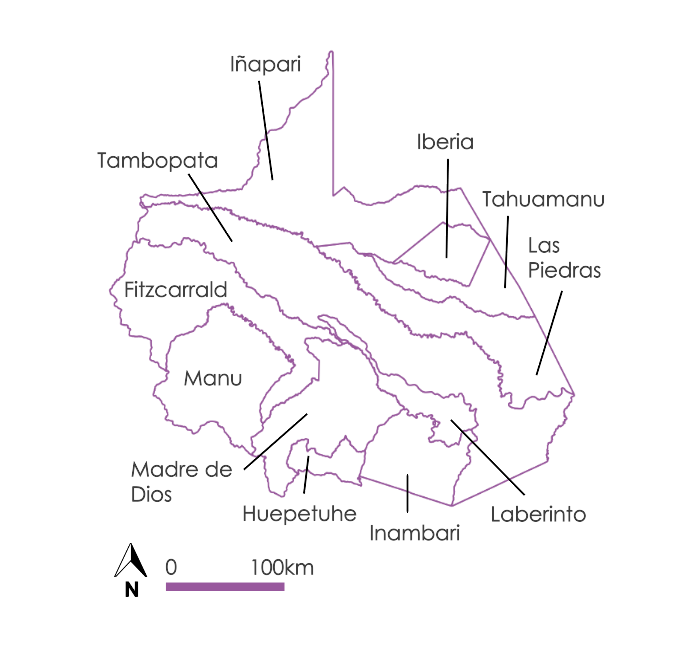 Iñapari
Iberia
Tambopata
Tahuamanu
Las
Piedras
Fitzcarrald
Manu
Madre de
Dios
Huepetuhe
Laberinto
Inambari
0 100km
N